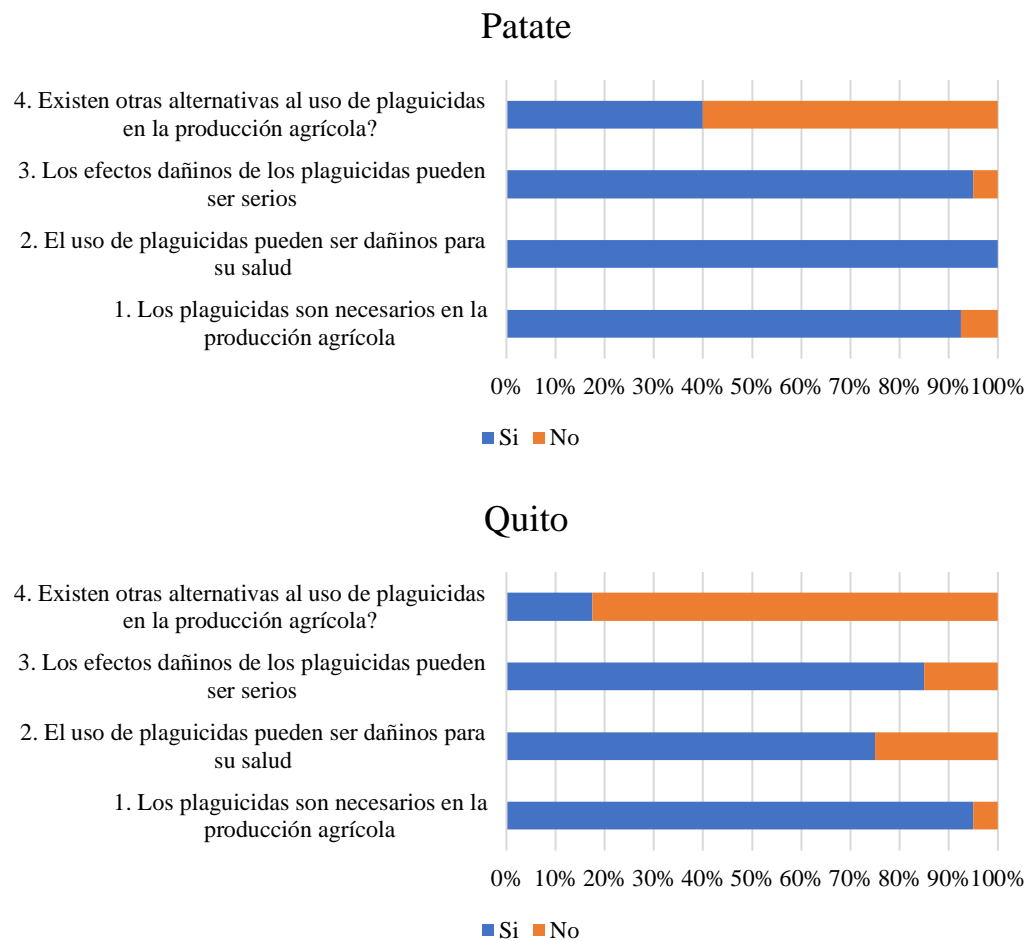 Patate
4. Existen otras alternativas al uso de plaguicidas
en la producción agrícola?
3. Los efectos dañinos de los plaguicidas pueden
ser serios
2. El uso de plaguicidas pueden ser dañinos para
su salud
1. Los plaguicidas son necesarios en la
producción agrícola
0% 10% 20% 30% 40% 50% 60% 70% 80% 90% 100%
Si No
Quito
4. Existen otras alternativas al uso de plaguicidas
en la producción agrícola?
3. Los efectos dañinos de los plaguicidas pueden
ser serios
2. El uso de plaguicidas pueden ser dañinos para
su salud
1. Los plaguicidas son necesarios en la
producción agrícola
0% 10% 20% 30% 40% 50% 60% 70% 80% 90% 100%
Si No